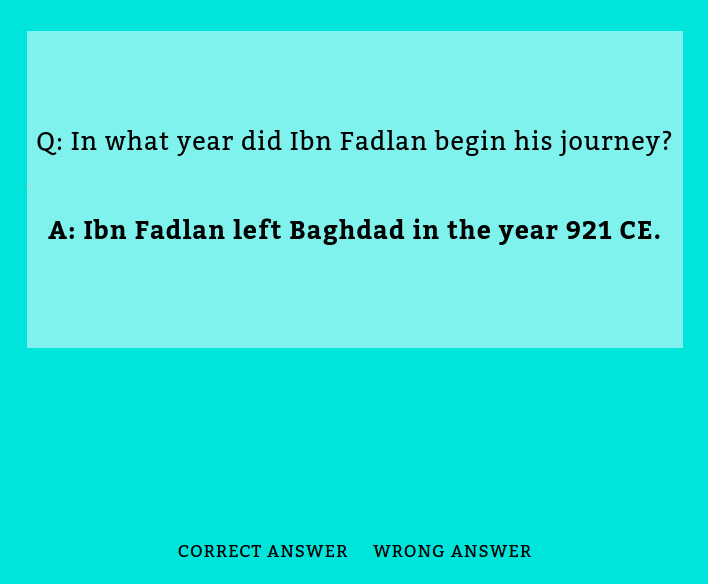 Q: In what year did Ibn Fadlan begin his journey?
A: Ibn Fadlan left Baghdad in the year 921 CE.
CORRECT ANSWER WRONG ANSWER